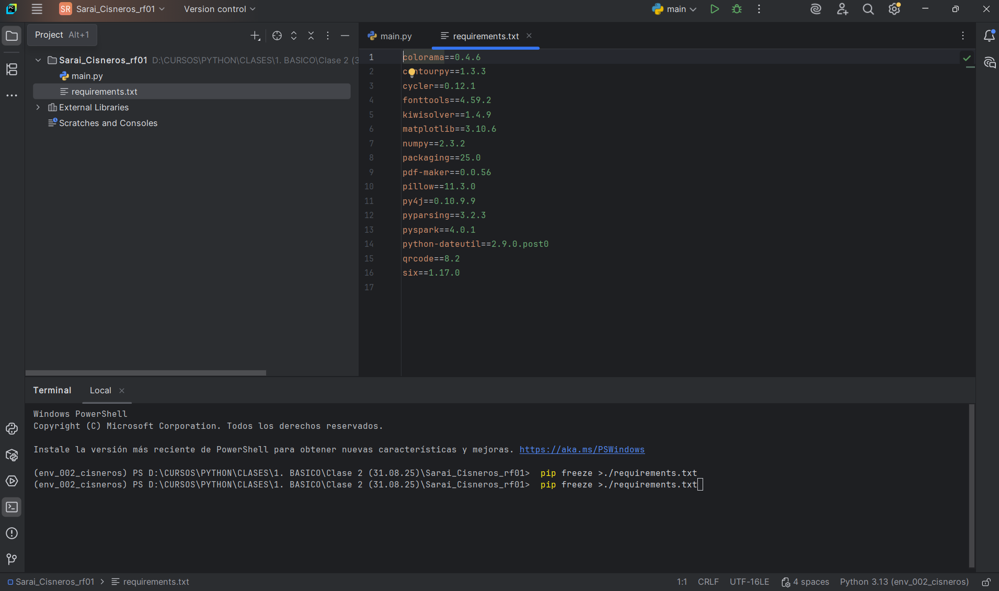 SR Sarai_Cisneros_rf01 Version control main
Project Alt+1
main.py requirements.txt
Sarai_Cisneros_rf01 D:\CURSOS\PYTHON\CLASES\1. BASICO\Clase 2 (3
main.py
requirements.txt
External Libraries
Scratches and Consoles
1 colorama==0.4.6
2 contourpy==1.3.3
3 cycler==0.12.1
4 fonttools==4.59.2
5 kiwisolver==1.4.9
6 matplotlib==3.10.6
7 numpy==2.3.2
8 packaging==25.0
9 pdf-maker==0.0.56
10 pillow==11.3.0
11 py4j==0.10.9.9
12 pyparsing==3.2.3
13 pyspark==4.0.1
14 python-dateutil==2.9.0.post0
15 qrcode==8.2
16 six==1.17.0
17
Terminal Local
Windows PowerShell
Copyright (C) Microsoft Corporation. Todos los derechos reservados.
Instale la versión más reciente de PowerShell para obtener nuevas características y mejoras. https://aka.ms/PSWindows
(env_002_cisneros) PS D:\CURSOS\PYTHON\CLASES\1. BASICO\Clase 2 (31.08.25)\Sarai_Cisneros_rf01> pip freeze >./requirements.txt
(env_002_cisneros) PS D:\CURSOS\PYTHON\CLASES\1. BASICO\Clase 2 (31.08.25)\Sarai_Cisneros_rf01> pip freeze >./requirements.txt
Sarai_Cisneros_rf01 > requirements.txt 1:1 CRLF UTF-16LE 4 spaces Python 3.13 (env_002_cisneros)